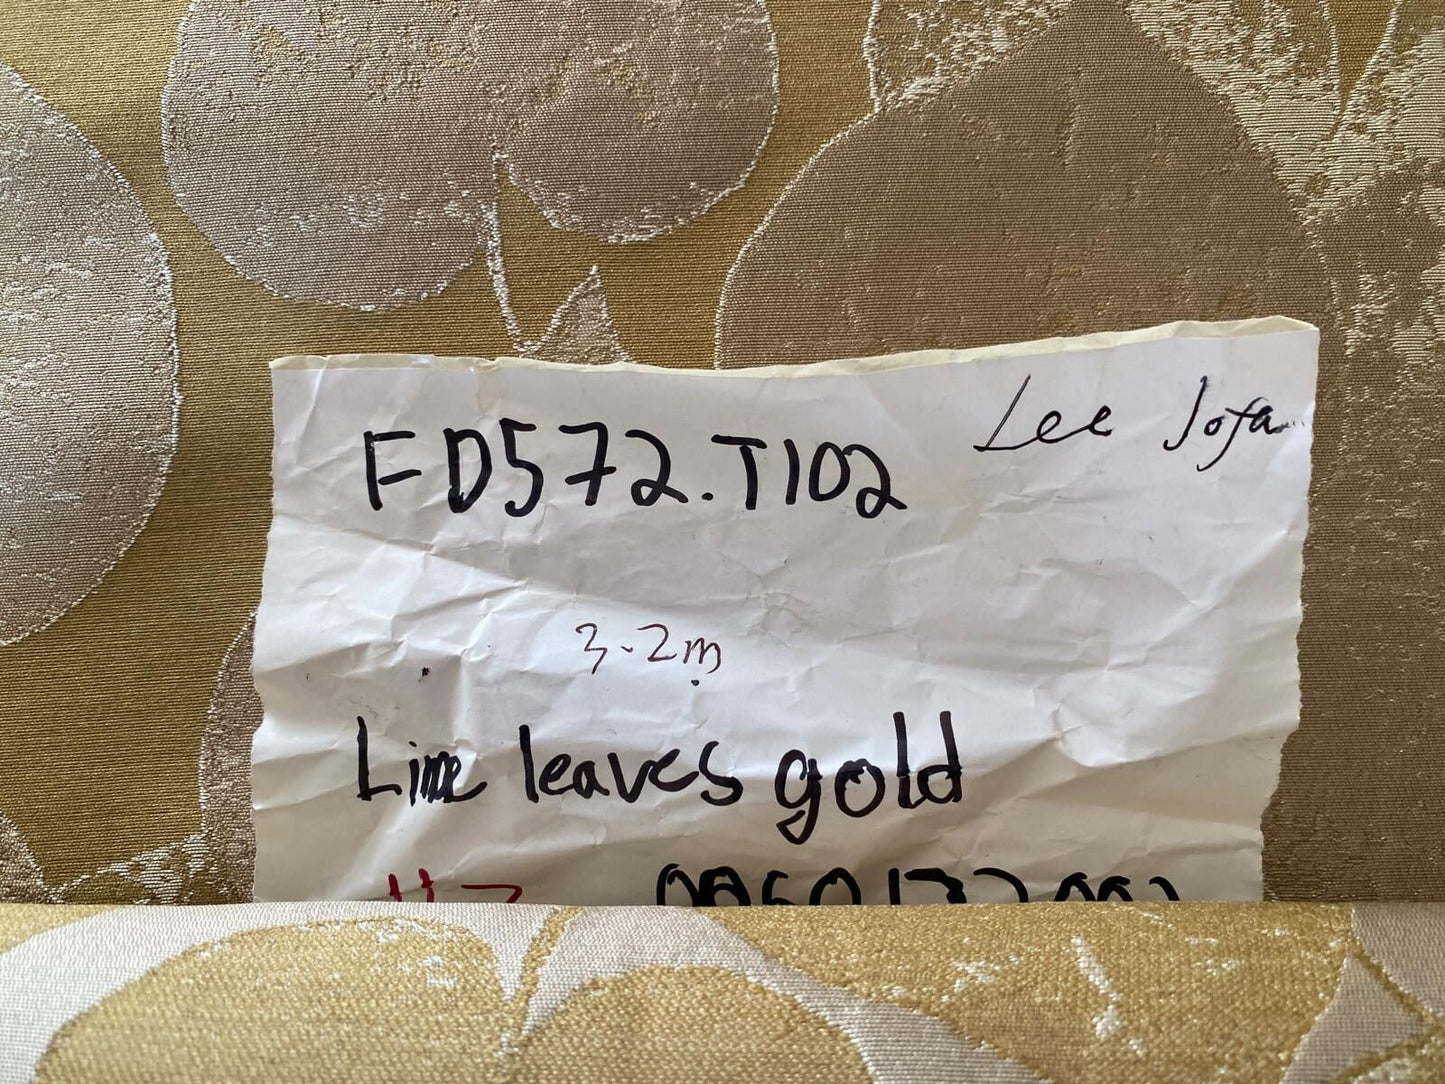 Lee Jofa
FD572.T102
3.2m
Lime leaves gold